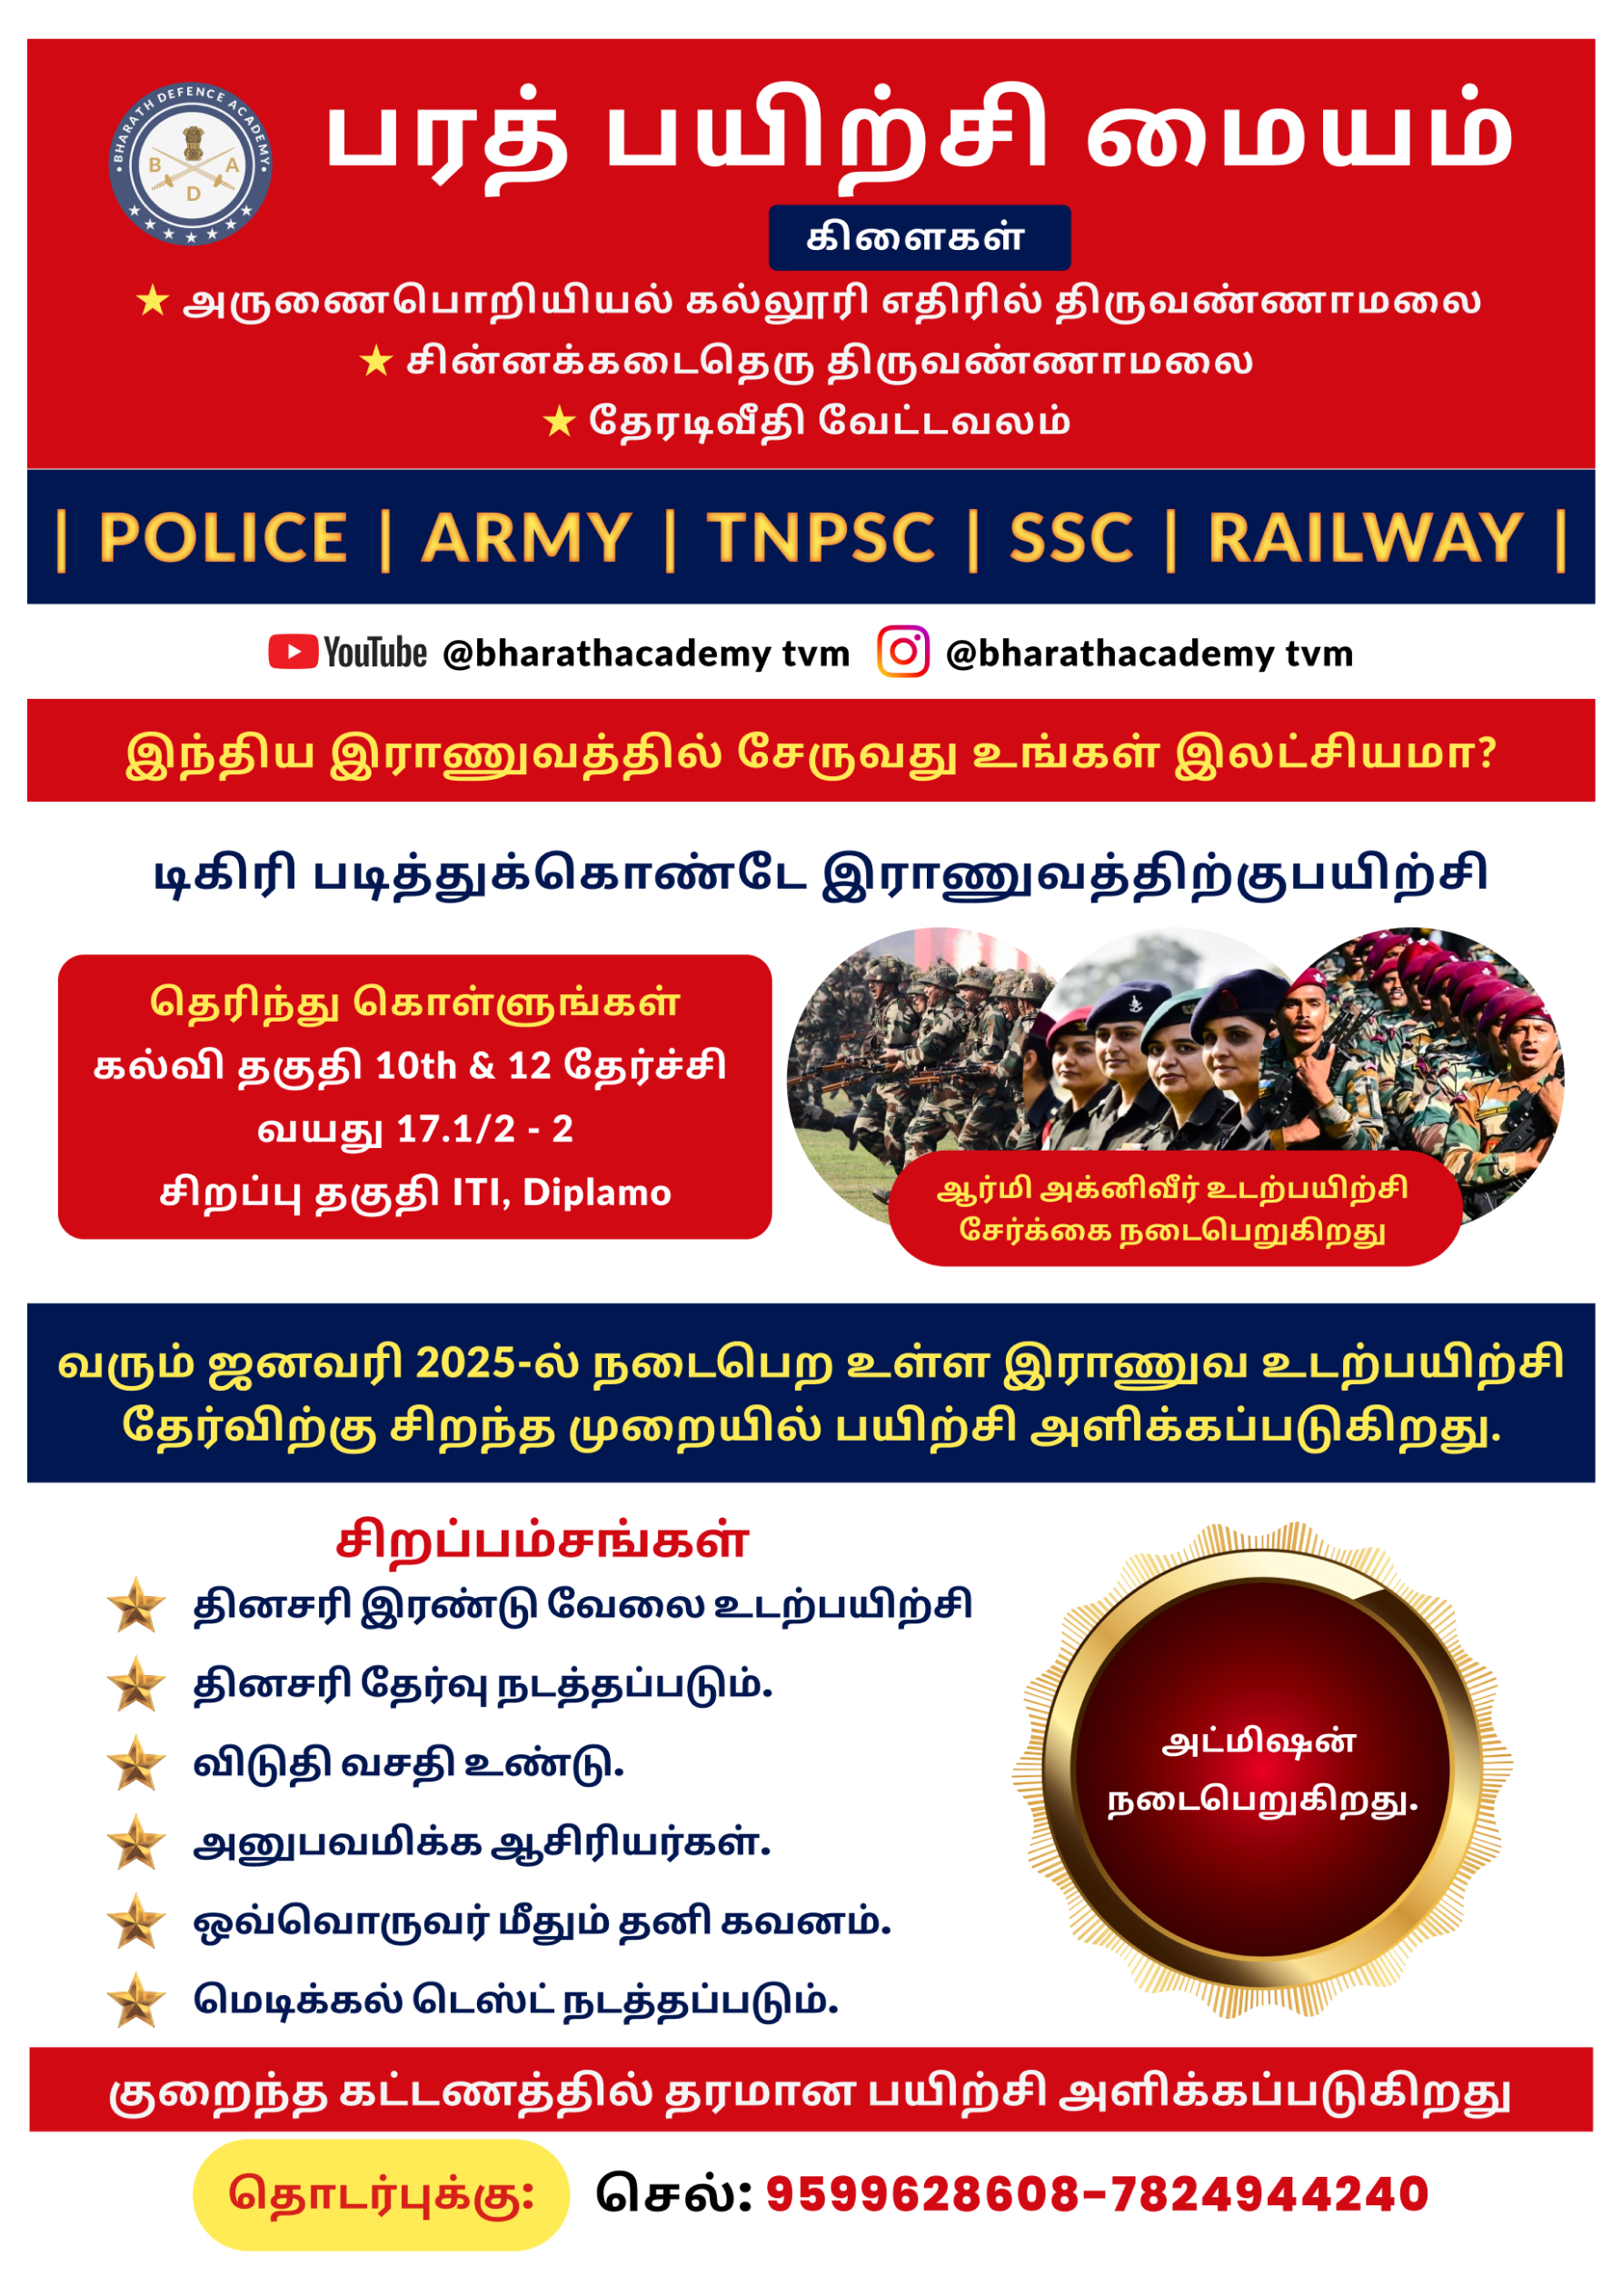 BHARATH DEFENCE ACADEMY
B A
D
பரத் பயிற்சி மையம்
கிளைகள்
அருணைபொறியியல் கல்லூரி எதிரில் திருவண்ணாமலை
சின்னக்கடைதெரு திருவண்ணாமலை
தேரடிவீதி வேட்டவலம்
| POLICE | ARMY | TNPSC | SSC | RAILWAY |
YouTube @bharathacademy tvm @bharathacademy tvm
இந்திய இராணுவத்தில் சேருவது உங்கள் இலட்சியமா?
டிகிரி படித்துக்கொண்டே இராணுவத்திற்குபயிற்சி
தெரிந்து கொள்ளுங்கள்
கல்வி தகுதி 10th & 12 தேர்ச்சி
வயது 17.1/2 - 2
சிறப்பு தகுதி ITI, Diplamo
ஆர்மி அக்னிவீர் உடற்பயிற்சி
சேர்க்கை நடைபெறுகிறது
வரும் ஜனவரி 2025-ல் நடைபெற உள்ள இராணுவ உடற்பயிற்சி
தேர்விற்கு சிறந்த முறையில் பயிற்சி அளிக்கப்படுகிறது.
சிறப்பம்சங்கள்
தினசரி இரண்டு வேலை உடற்பயிற்சி
தினசரி தேர்வு நடத்தப்படும்.
விடுதி வசதி உண்டு.
அனுபவமிக்க ஆசிரியர்கள்.
ஒவ்வொருவர் மீதும் தனி கவனம்.
மெடிக்கல் டெஸ்ட் நடத்தப்படும்.
அட்மிஷன்
நடைபெறுகிறது.
குறைந்த கட்டணத்தில் தரமான பயிற்சி அளிக்கப்படுகிறது
தொடர்புக்கு: செல்: 9599628608-7824944240